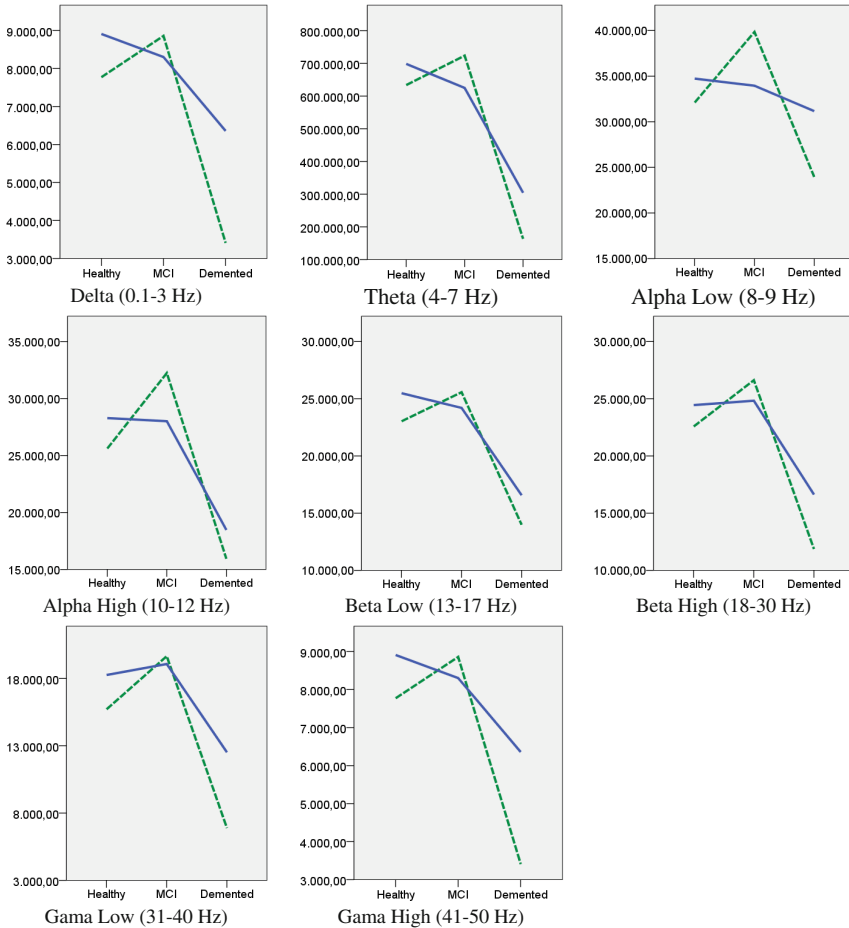 9.000,00
8.000,00
7.000,00
6.000,00
5.000,00
4.000,00
3.000,00
Healthy MCI Demented
Delta (0.1-3 Hz)
800.000,00
700.000,00
600.000,00
500.000,00
400.000,00
300.000,00
200.000,00
100.000,00
Healthy MCI Demented
Theta (4-7 Hz)
40.000,00
35.000,00
30.000,00
25.000,00
20.000,00
15.000,00
Healthy MCI Demented
Alpha Low (8-9 Hz)
35.000,00
30.000,00
25.000,00
20.000,00
15.000,00
Healthy MCI Demented
Alpha High (10-12 Hz)
30.000,00
25.000,00
20.000,00
15.000,00
10.000,00
Healthy MCI Demented
Beta Low (13-17 Hz)
30.000,00
25.000,00
20.000,00
15.000,00
10.000,00
Healthy MCI Demented
Beta High (18-30 Hz)
18.000,00
13.000,00
8.000,00
3.000,00
Healthy MCI Demented
Gama Low (31-40 Hz)
9.000,00
8.000,00
7.000,00
6.000,00
5.000,00
4.000,00
3.000,00
Healthy MCI Demented
Gama High (41-50 Hz)